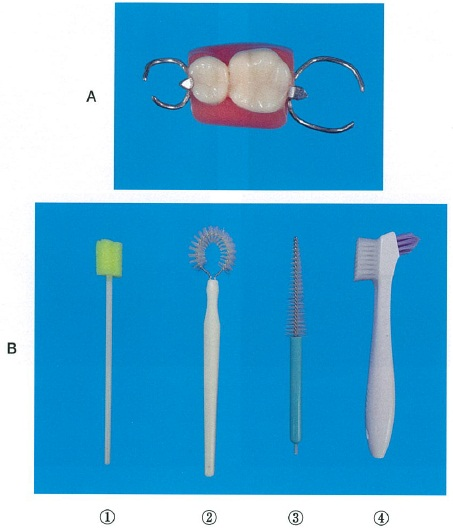 A
B
① ② ③ ④